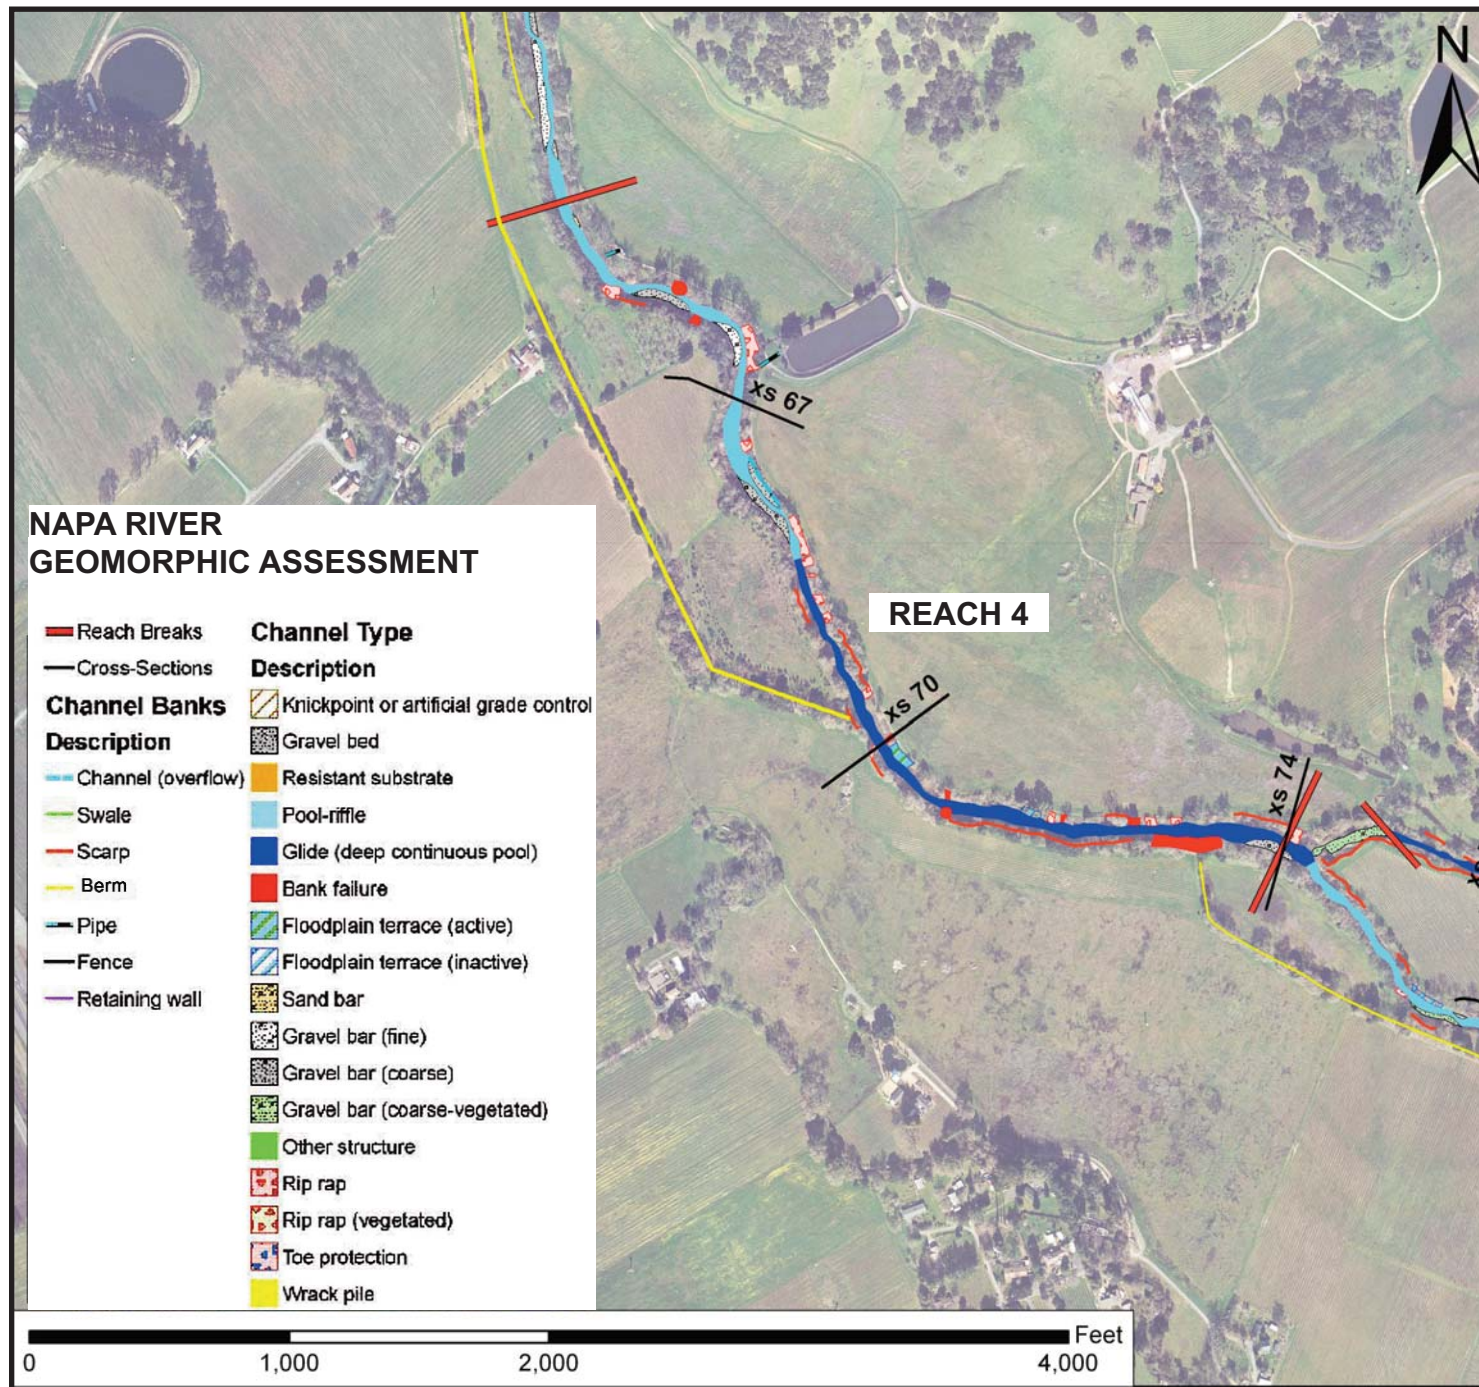 N
xs 67
NAPA RIVER
GEOMORPHIC ASSESSMENT
REACH 4
xs 70
xs 74
Reach Breaks
Cross-Sections
Channel Banks
Description
Channel (overflow)
Swale
Scarp
Berm
Pipe
Fence
Retaining wall
Channel Type
Description
Knickpoint or artificial grade control
Gravel bed
Resistant substrate
Pool-riffle
Glide (deep continuous pool)
Bank failure
Floodplain terrace (active)
Floodplain terrace (inactive)
Sand bar
Gravel bar (fine)
Gravel bar (coarse)
Gravel bar (coarse-vegetated)
Other structure
Rip rap
Rip rap (vegetated)
Toe protection
Wrack pile
Feet
0 1,000 2,000 4,000